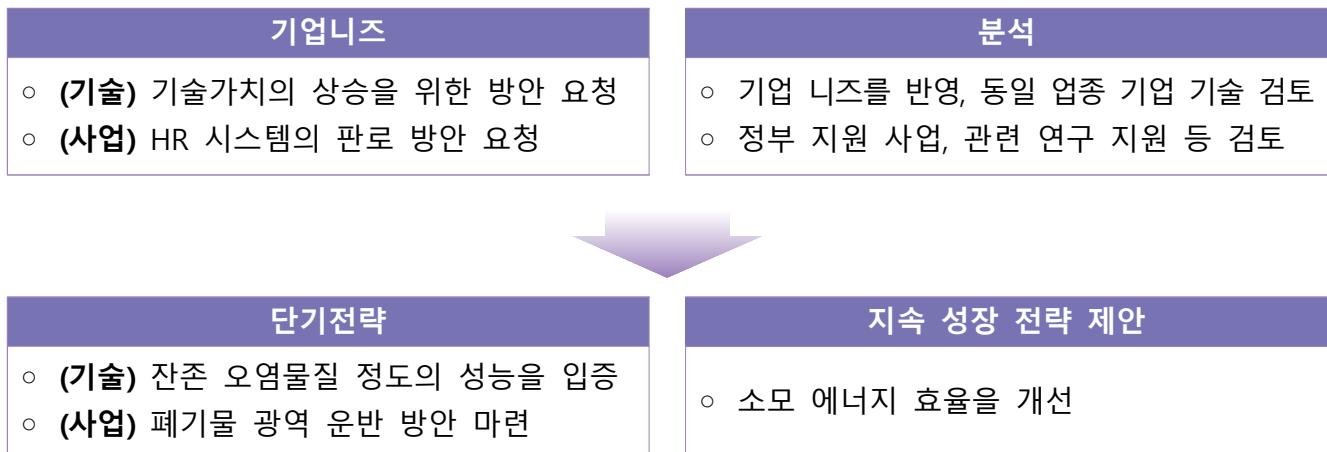 기업니즈
○ (기술) 기술가치의 상승을 위한 방안 요청
○ (사업) HR 시스템의 판로 방안 요청
분석
○ 기업 니즈를 반영, 동일 업종 기업 기술 검토
○ 정부 지원 사업, 관련 연구 지원 등 검토
단기전략
○ (기술) 잔존 오염물질 정도의 성능을 입증
○ (사업) 폐기물 광역 운반 방안 마련
지속 성장 전략 제안
○ 소모 에너지 효율을 개선